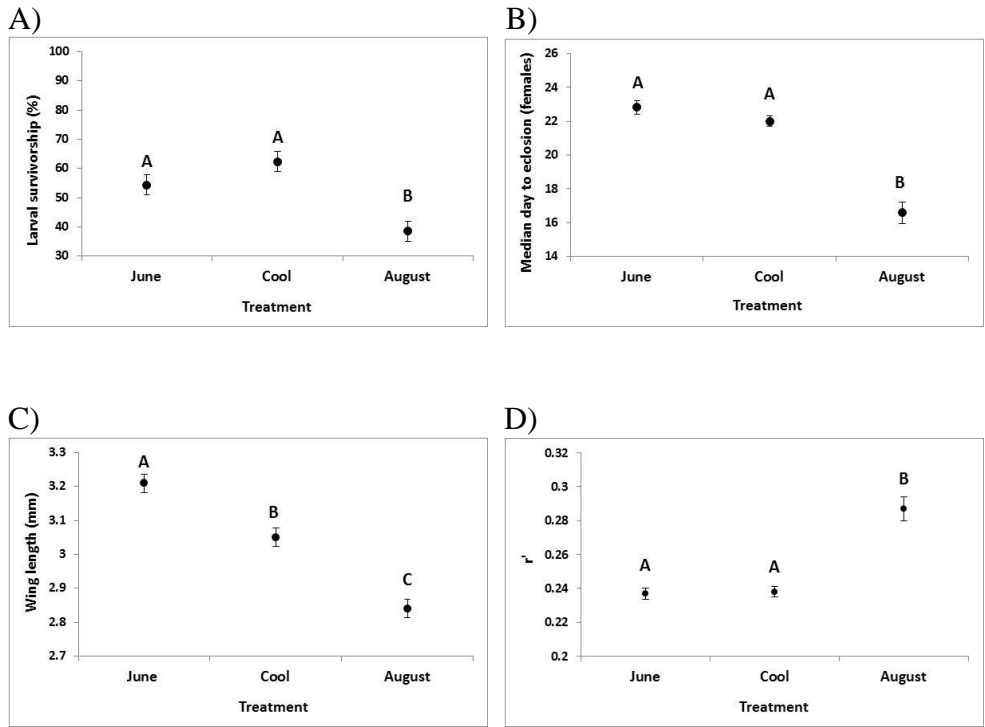 A)
Larval survivorship (%)
100
90
80
70
60
50
40
30
A
A
B
June Cool August
Treatment
B)
Median day to eclosion (females)
26
24
22
20
18
16
14
A
A
B
June Cool August
Treatment
C)
Wing length (mm)
3.3
3.2
3.1
3
2.9
2.8
2.7
A
B
C
June Cool August
Treatment
D)
r'
0.32
0.3
0.28
0.26
0.24
0.22
0.2
A
A
B
June Cool August
Treatment